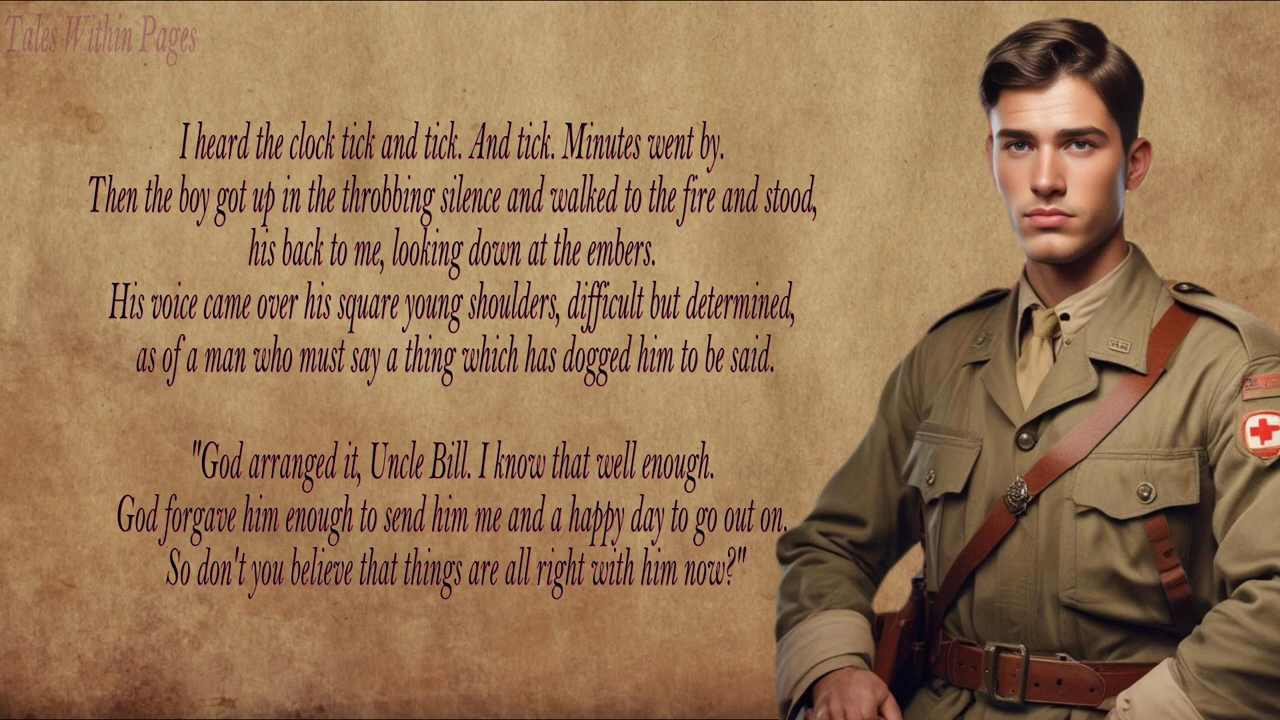 Tales Within Pages
I heard the clock tick and tick. And tick. Minutes went by.
Then the boy got up in the throbbing silence and walked to the fire and stood,
his back to me, looking down at the embers.
His voice came over his square young shoulders, difficult but determined,
as of a man who must say a thing which has dogged him to be said.
"God arranged it, Uncle Bill. I know that well enough.
God forgave him enough to send him me and a happy day to go out on.
So don't you believe that things are all right with him now?"